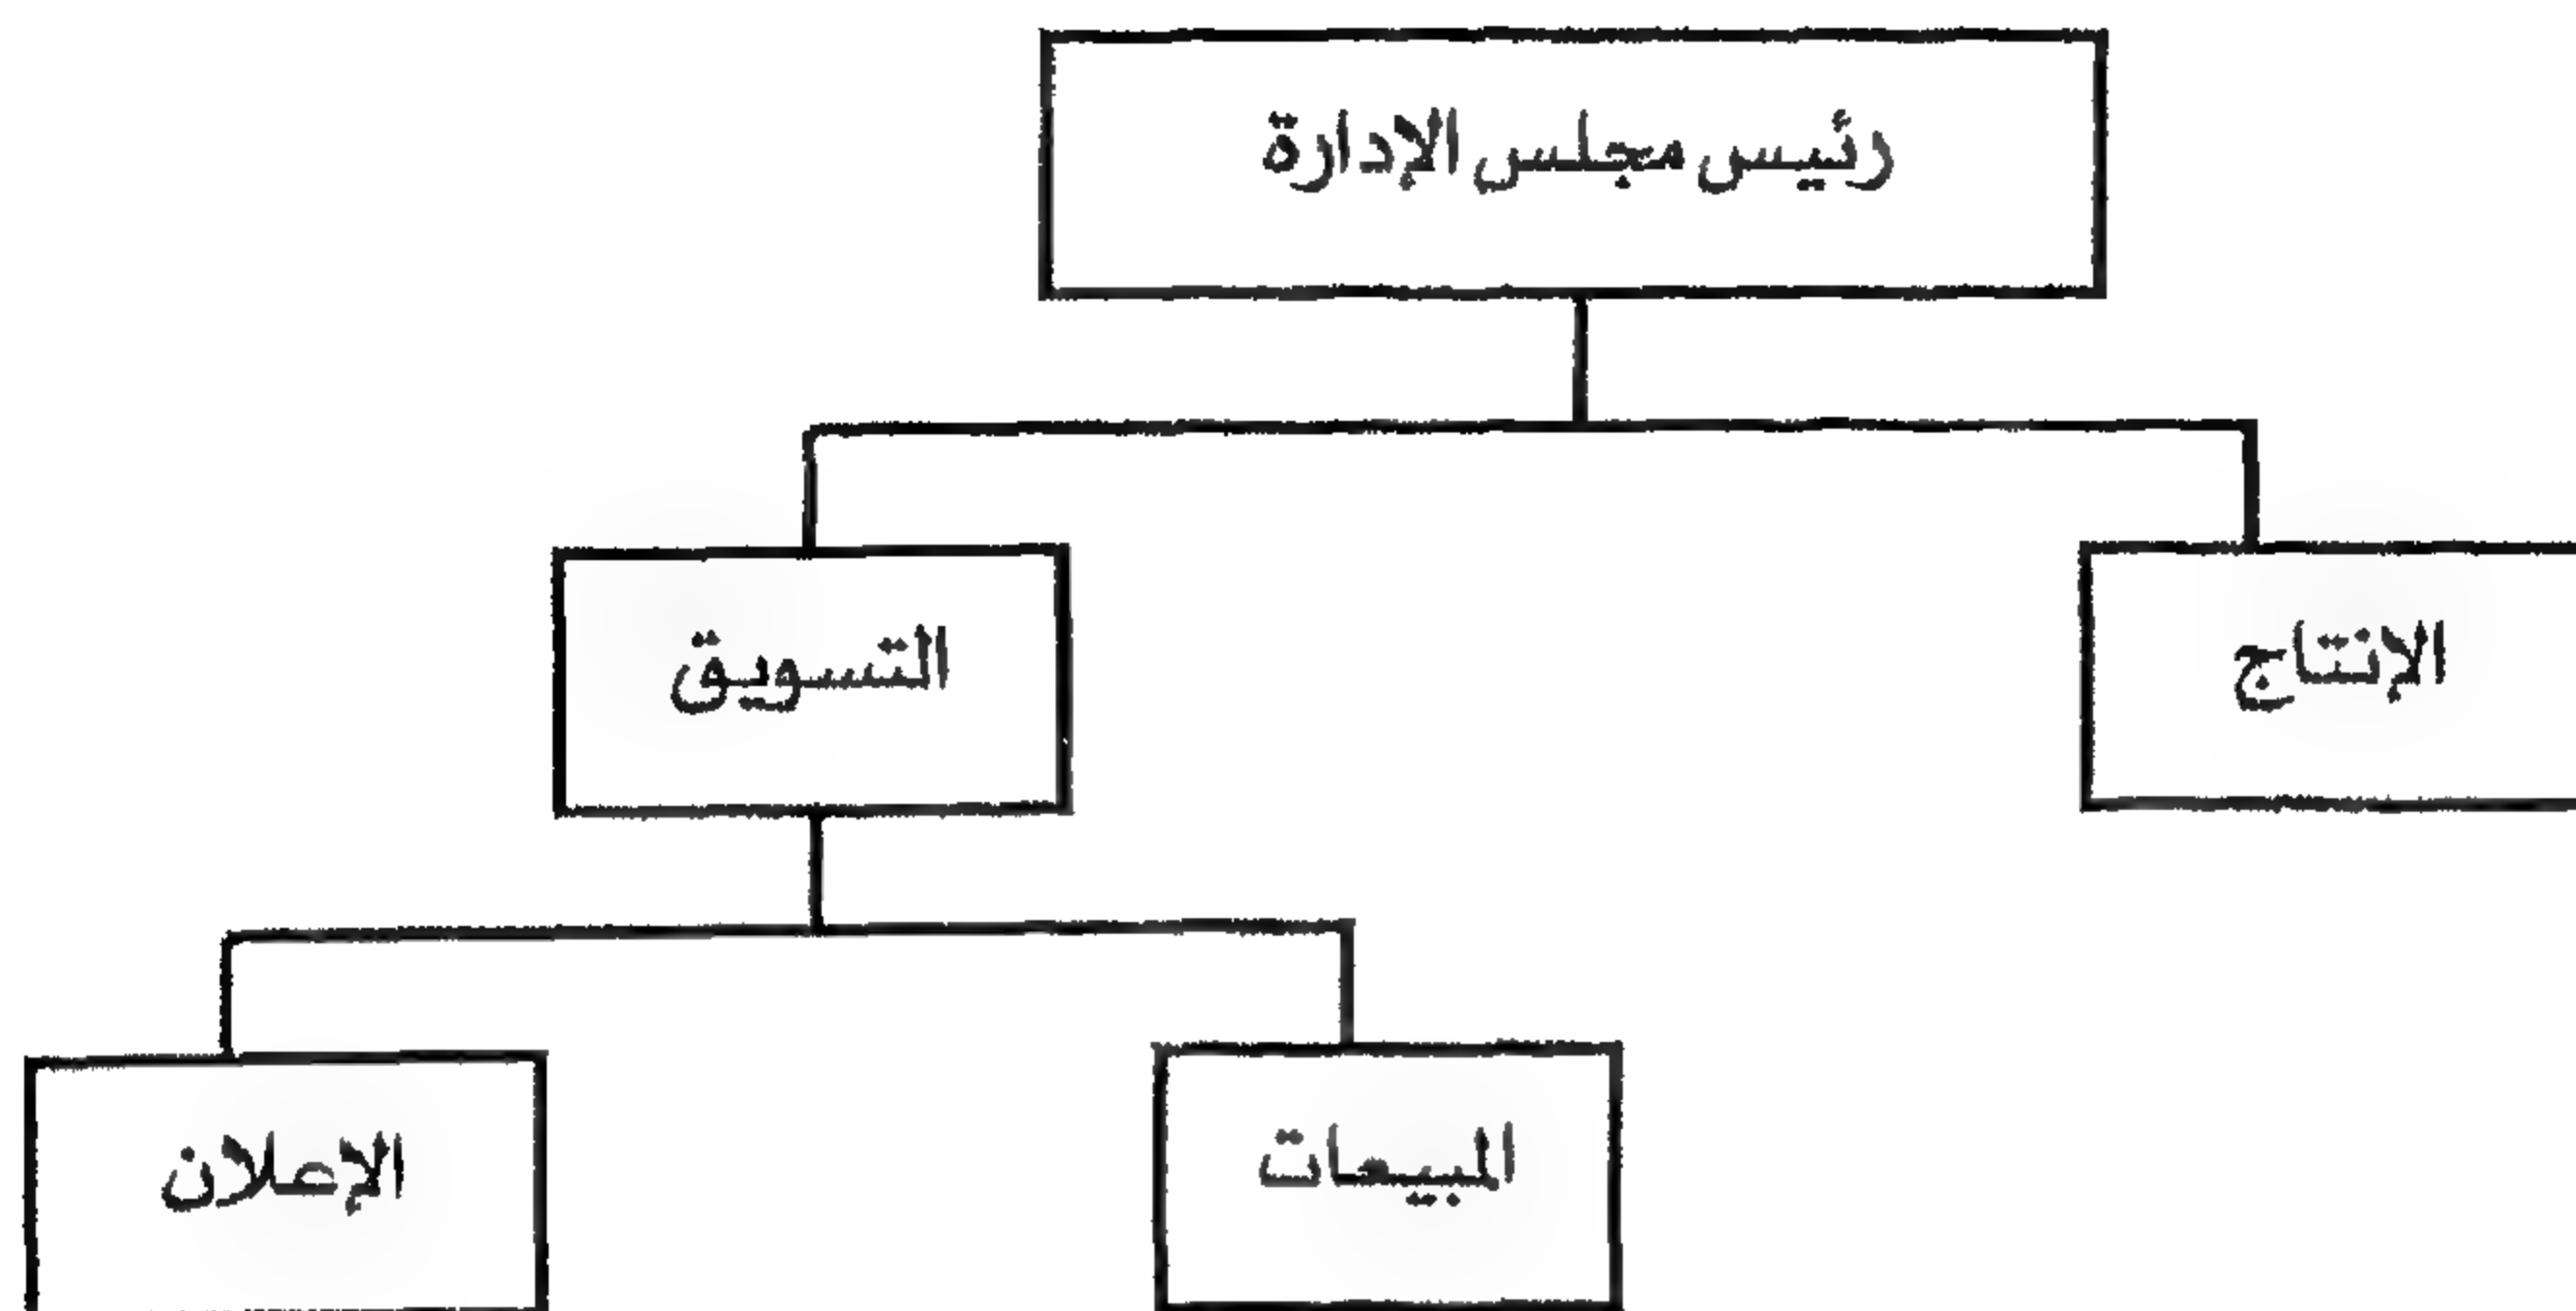 رئيس مجلس الإدارة
الإنتاج
التسويق
المبيعات
الإعلان